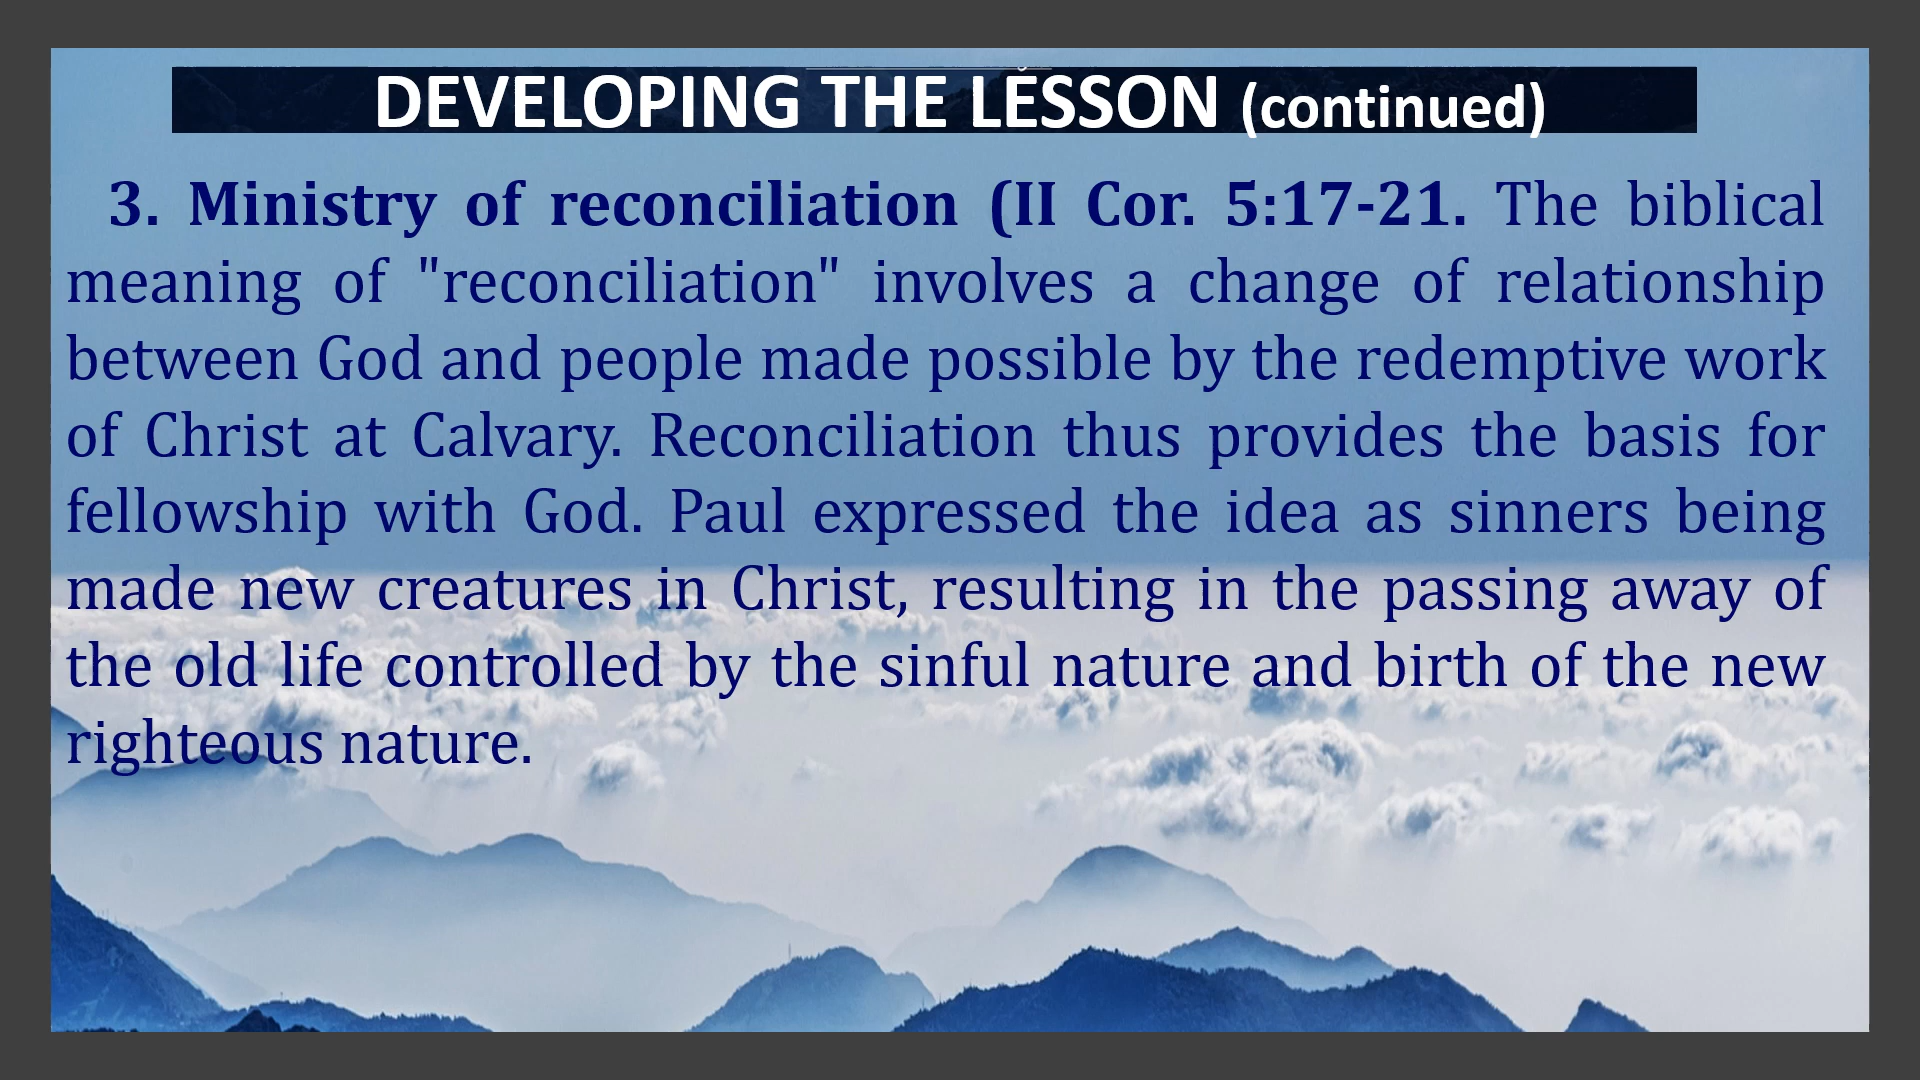 DEVELOPING THE LESSON (continued)
3. Ministry of reconciliation (II Cor. 5:17-21. The biblical
meaning of "reconciliation" involves a change of relationship
between God and people made possible by the redemptive work
of Christ at Calvary. Reconciliation thus provides the basis for
fellowship with God. Paul expressed the idea as sinners being
made new creatures in Christ, resulting in the passing away of
the old life controlled by the sinful nature and birth of the new
righteous nature.